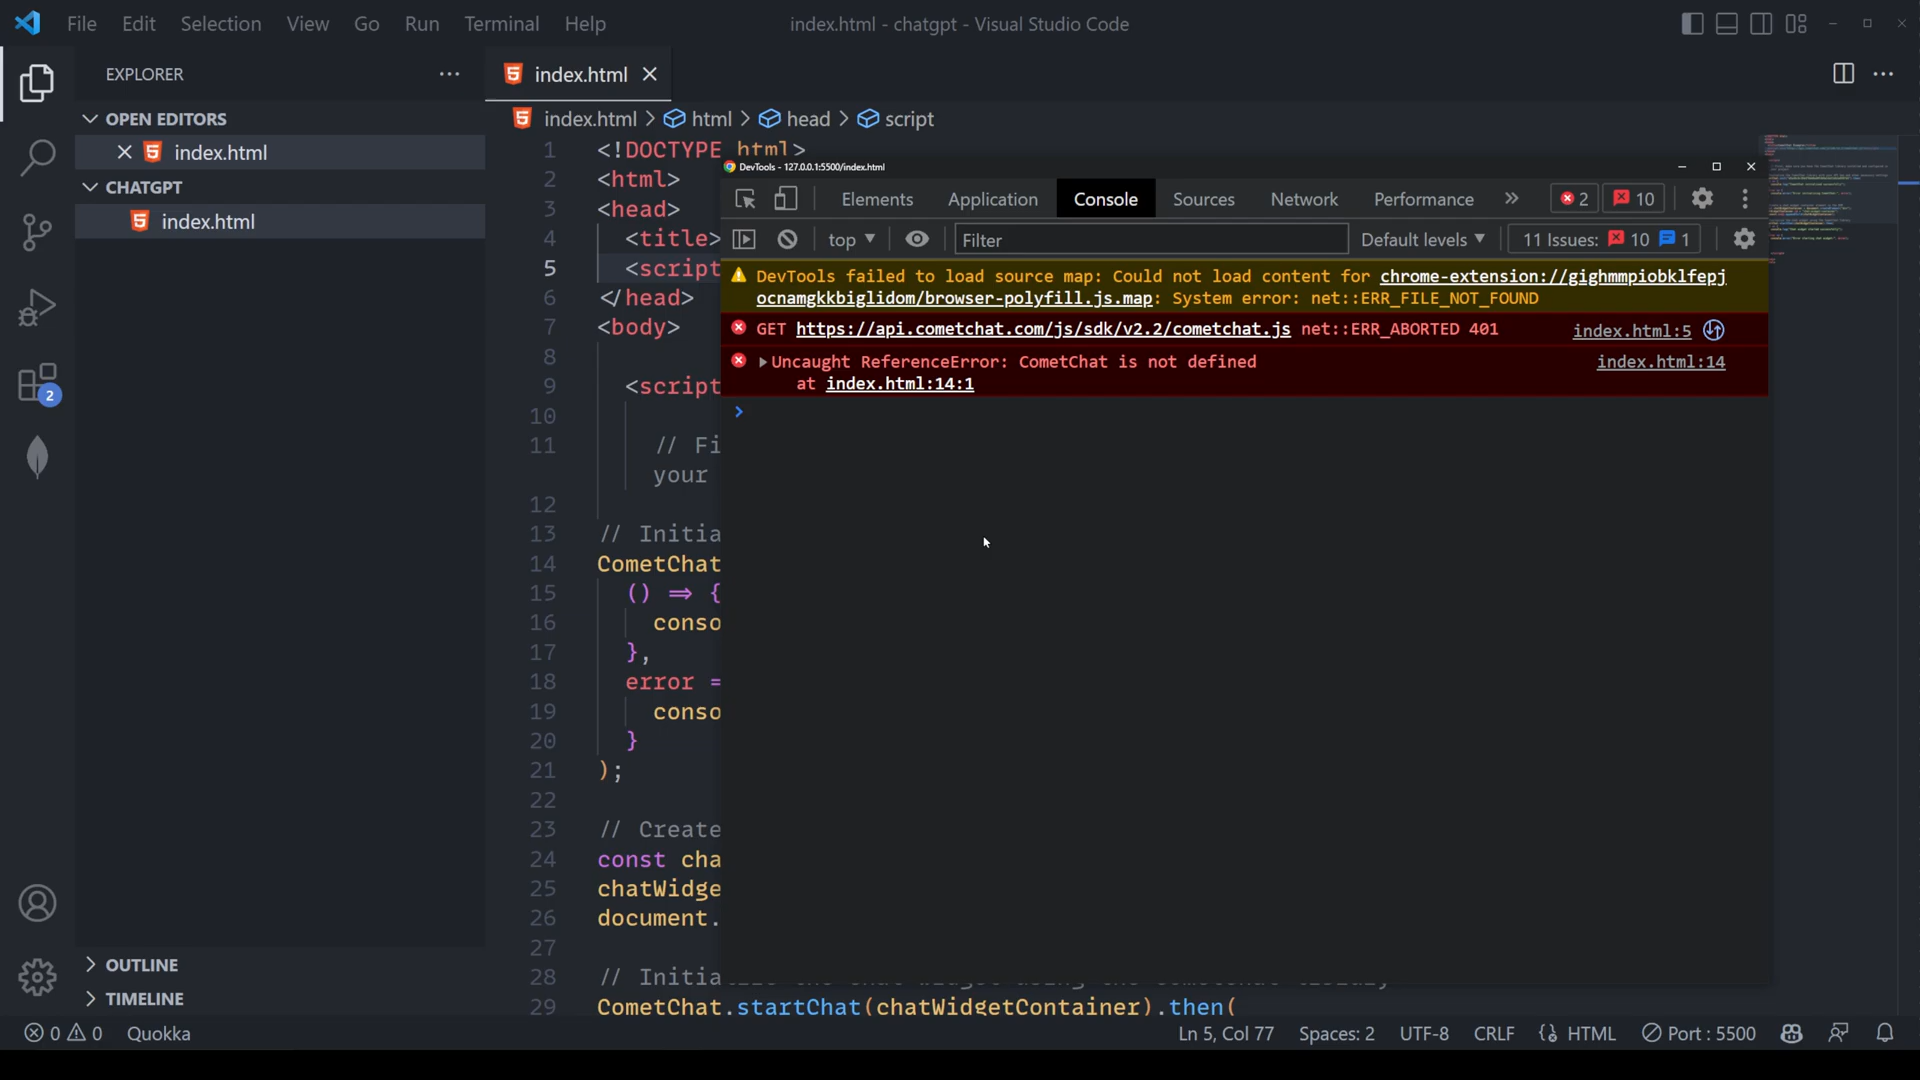 File Edit Selection View Go Run Terminal Help
index.html - chatgpt - Visual Studio Code
EXPLORER
OPEN EDITORS
index.html
CHATGPT
index.html
2
OUTLINE
TIMELINE
index.html
index.html > html > head > script
1 <!DOCTYPE html>
2 <html>
3 <head>
4 <title>
5 <script
6 </head>
7 <body>
8
9 <script
10
11 // Fi
your
12
13 // Initia
14 CometChat
15 () => {
16 conso
17 },
18 error =
19 conso
20 }
21 );
22
23 // Create
24 const cha
25 chatWidge
26 document.
27
28 // Initia
29 CometChat.startChat(chatWidgetContainer).then(
DevTools - 127.0.0.1:5500/index.html
Elements Application Console Sources Network Performance 2 10
top Filter Default levels 11 Issues: 10 1
DevTools failed to load source map: Could not load content for chrome-extension://gighmmpiobklfepj
ocnamgkkbiglidom/browser-polyfill.js.map: System error: net::ERR_FILE_NOT_FOUND
GET https://api.cometchat.com/js/sdk/v2.2/cometchat.js net::ERR_ABORTED 401 index.html:5
Uncaught ReferenceError: CometChat is not defined index.html:14
at index.html:14:1
0 0 Quokka
Ln 5, Col 77 Spaces: 2 UTF-8 CRLF HTML Port : 5500